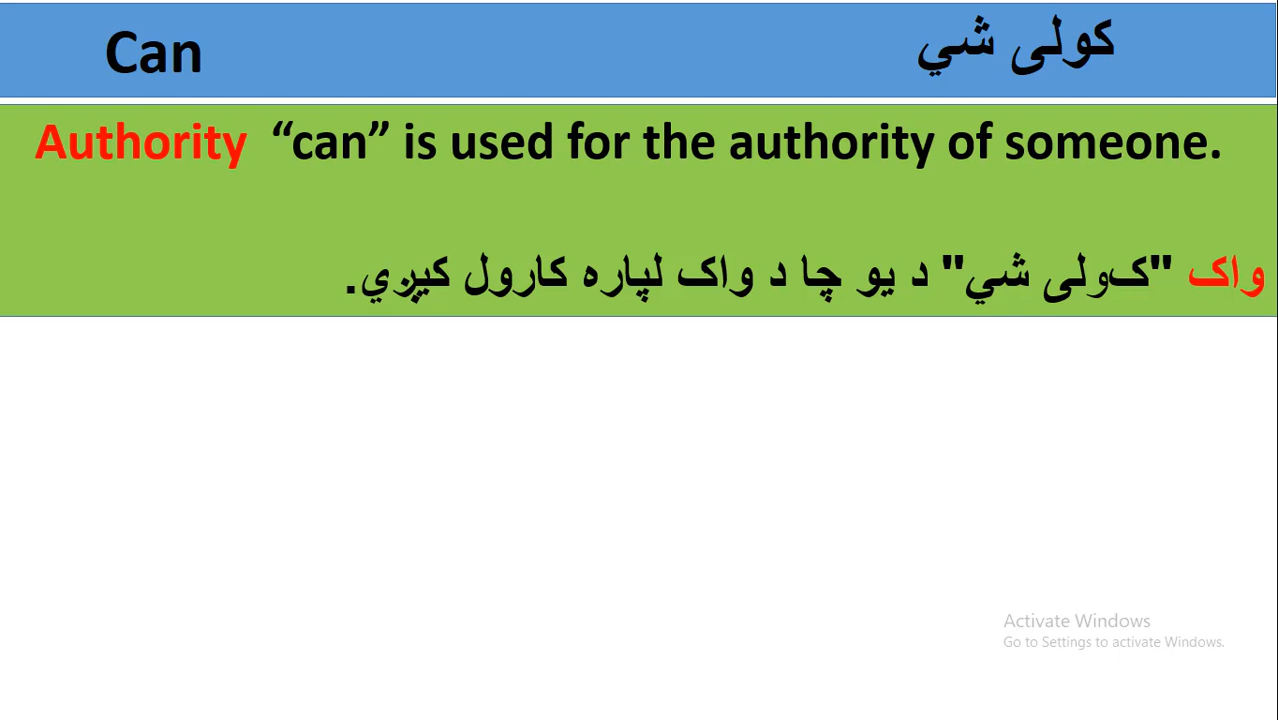 Can
کولی شي
Authority “can” is used for the authority of someone.
واک "کولی شي" د یو چا د واک لپاره کارول کیږي.
Activate Windows
Go to Settings to activate Windows.